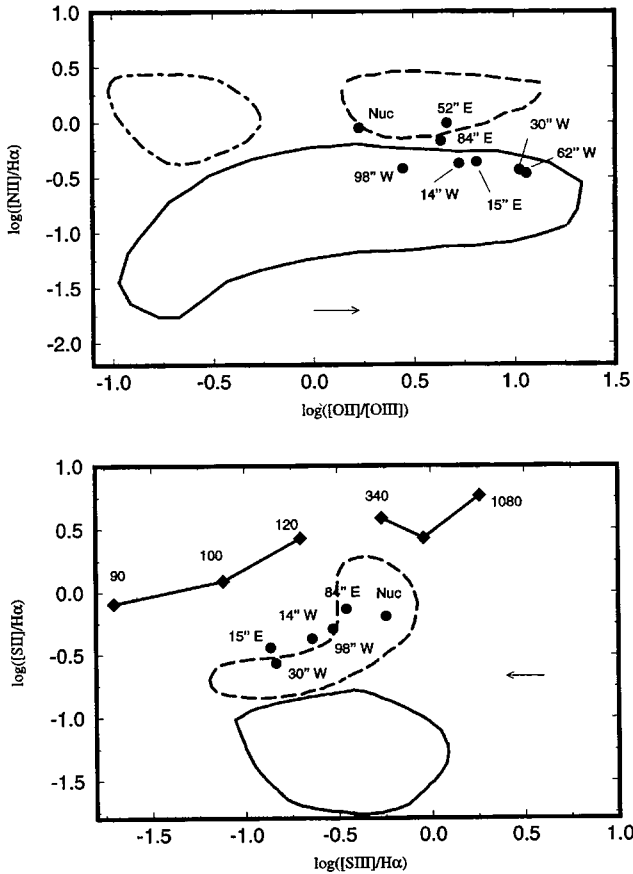 1.0
0.5
0.0
-0.5
-1.0
-1.5
-2.0
log([NII]/Hα)
Nuc
52" E
84" E
30" W
62" W
98" W
14" W
15" E
-1.0 -0.5 0.0 0.5 1.0 1.5
log([OII]/[OIII])
1.0
0.5
0.0
-0.5
-1.0
-1.5
log([SII]/Hα)
90
100
120
340
1080
84" E
Nuc
14" W
15" E
98" W
30" W
-1.5 -1.0 -0.5 0.0 0.5 1.0
log([SIII]/Hα)